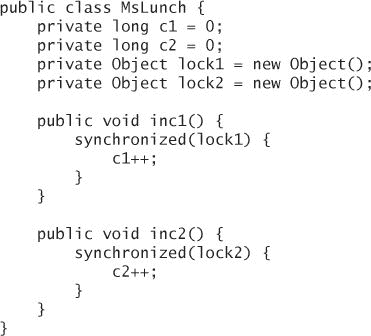 public class MsLunch {
    private long c1 = 0;
    private long c2 = 0;
    private Object lock1 = new Object();
    private Object lock2 = new Object();

    public void inc1() {
        synchronized(lock1) {
            c1++;
        }
    }

    public void inc2() {
        synchronized(lock2) {
            c2++;
        }
    }
}